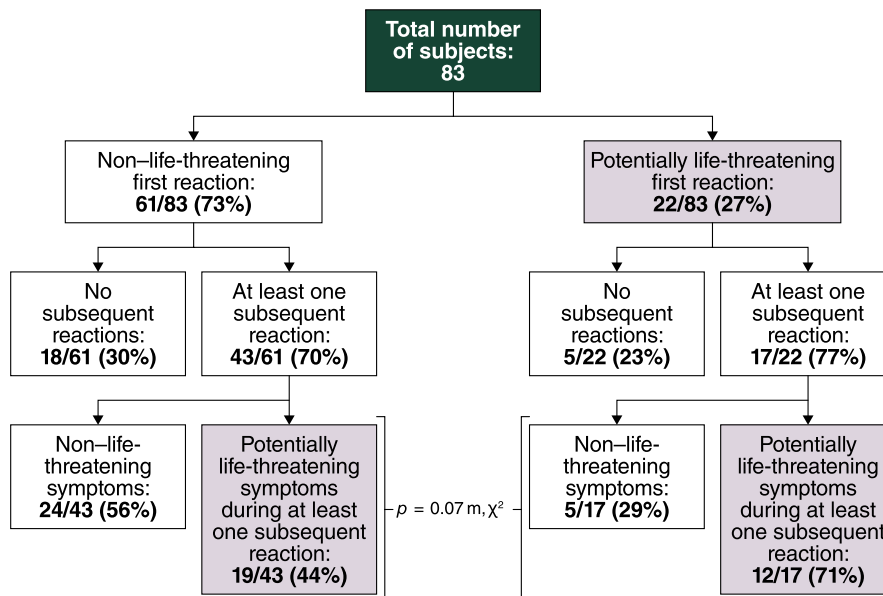 Total number
of subjects:
83
Non–life-threatening
first reaction:
61/83 (73%)
Potentially life-threatening
first reaction:
22/83 (27%)
No
subsequent
reactions:
18/61 (30%)
At least one
subsequent
reaction:
43/61 (70%)
No
subsequent
reactions:
5/22 (23%)
At least one
subsequent
reaction:
17/22 (77%)
Non–life-
threatening
symptoms:
24/43 (56%)
Potentially
life-threatening
symptoms
during at least
one subsequent
reaction:
19/43 (44%)
p = 0.07 m, χ²
Non–life-
threatening
symptoms:
5/17 (29%)
Potentially
life-threatening
symptoms
during at least
one subsequent
reaction:
12/17 (71%)